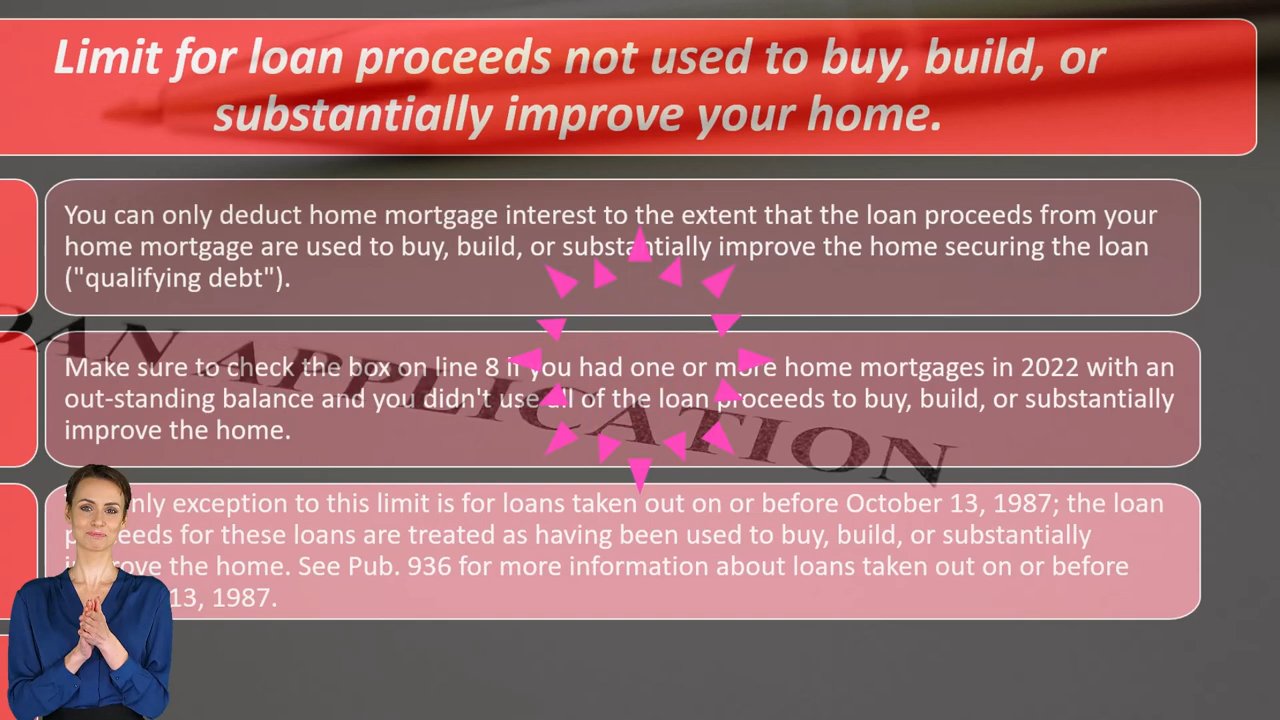 Limit for loan proceeds not used to buy, build, or
substantially improve your home.
You can only deduct home mortgage interest to the extent that the loan proceeds from your
home mortgage are used to buy, build, or substantially improve the home securing the loan
("qualifying debt").
Make sure to check the box on line 8 if you had one or more home mortgages in 2022 with an
out-standing balance and you didn't use all of the loan proceeds to buy, build, or substantially
improve the home.
exception to this limit is for loans taken out on or before October 13, 1987; the loan
for these loans are treated as having been used to buy, build, or substantially
the home. See Pub. 936 for more information about loans taken out on or before
13, 1987.
APPLICATION